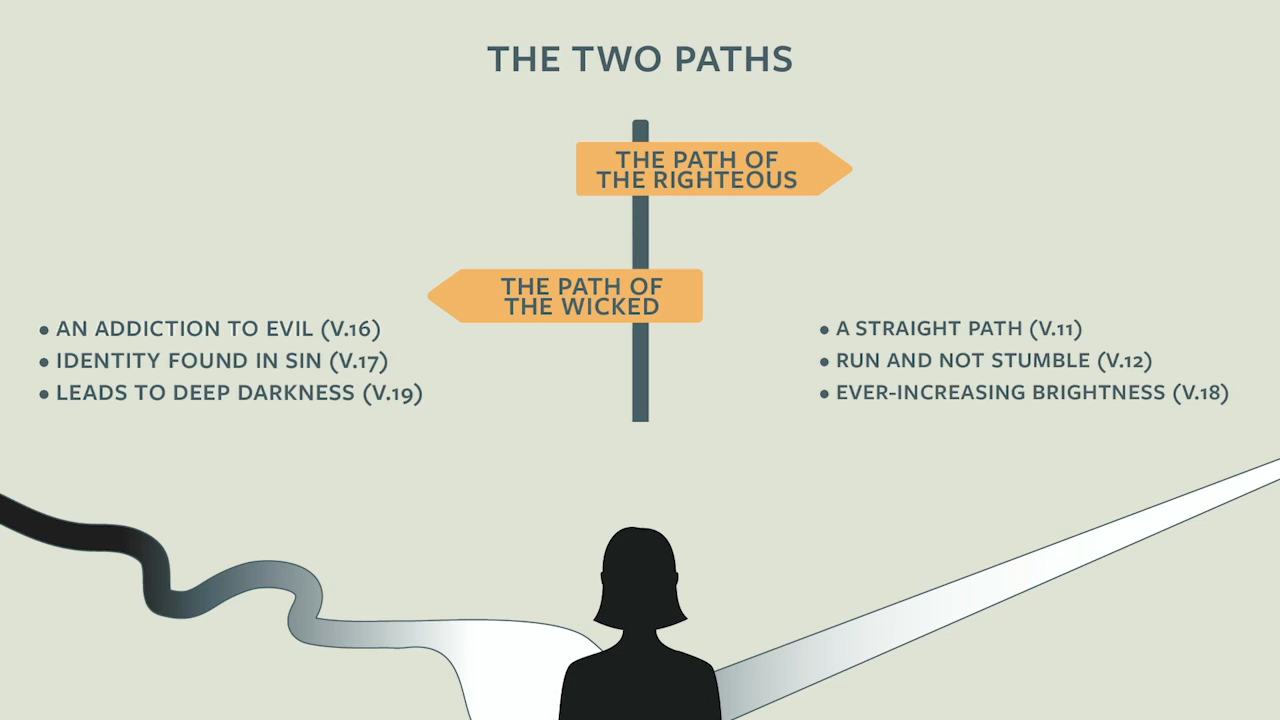 THE TWO PATHS
THE PATH OF
THE RIGHTEOUS
THE PATH OF
THE WICKED
• AN ADDICTION TO EVIL (V.16)
• IDENTITY FOUND IN SIN (V.17)
• LEADS TO DEEP DARKNESS (V.19)
• A STRAIGHT PATH (V.11)
• RUN AND NOT STUMBLE (V.12)
• EVER-INCREASING BRIGHTNESS (V.18)